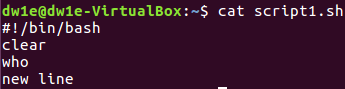 dw1e@dw1e-VirtualBox:~$ cat script1.sh
#!/bin/bash
clear
who
new line